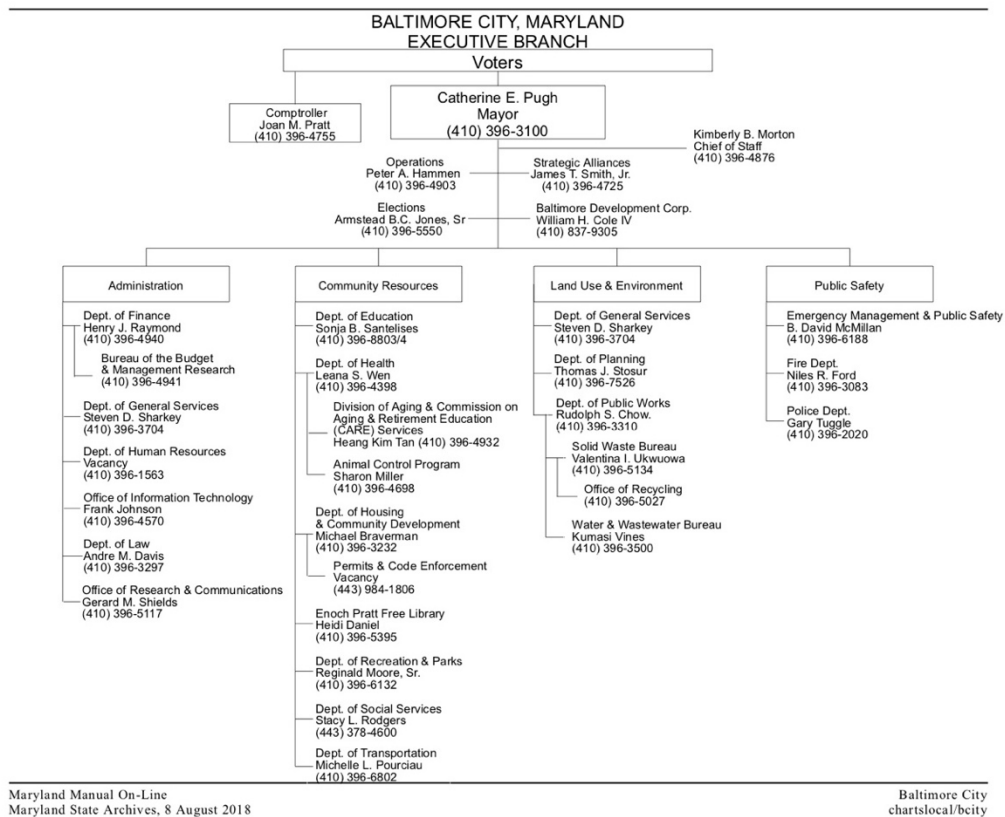 BALTIMORE CITY, MARYLAND
EXECUTIVE BRANCH
Voters
Comptroller
Joan M. Pratt
(410) 396-4755
Catherine E. Pugh
Mayor
(410) 396-3100
Kimberly B. Morton
Chief of Staff
(410) 396-4876
Operations
Peter A. Hammen
(410) 396-4903
Strategic Alliances
James T. Smith, Jr.
(410) 396-4725
Elections
Armstead B.C. Jones, Sr
(410) 396-5550
Baltimore Development Corp.
William H. Cole IV
(410) 837-9305
Administration
Dept. of Finance
Henry J. Raymond
(410) 396-4940
Bureau of the Budget
& Management Research
(410) 396-4941
Dept. of General Services
Steven D. Sharkey
(410) 396-3704
Dept. of Human Resources
Vacancy
(410) 396-1563
Office of Information Technology
Frank Johnson
(410) 396-4570
Dept. of Law
Andre M. Davis
(410) 396-3297
Office of Research & Communications
Gerard M. Shields
(410) 396-5117
Community Resources
Dept. of Education
Sonja B. Santelises
(410) 396-8803/4
Dept. of Health
Leana S. Wen
(410) 396-4398
Division of Aging & Commission on
Aging & Retirement Education
(CARE) Services
Heang Kim Tan (410) 396-4932
Animal Control Program
Sharon Miller
(410) 396-4698
Dept. of Housing
& Community Development
Michael Braverman
(410) 396-3232
Permits & Code Enforcement
Vacancy
(443) 984-1806
Enoch Pratt Free Library
Heidi Daniel
(410) 396-5395
Dept. of Recreation & Parks
Reginald Moore, Sr.
(410) 396-6132
Dept. of Social Services
Stacy L. Rodgers
(443) 378-4600
Dept. of Transportation
Michelle L. Pourciau
(410) 396-6802
Land Use & Environment
Dept. of General Services
Steven D. Sharkey
(410) 396-3704
Dept. of Planning
Thomas J. Stosur
(410) 396-7526
Dept. of Public Works
Rudolph S. Chow.
(410) 396-3310
Solid Waste Bureau
Valentina I. Ukwuowa
(410) 396-5134
Office of Recycling
(410) 396-5027
Water & Wastewater Bureau
Kumasi Vines
(410) 396-3500
Public Safety
Emergency Management & Public Safety
B. David McMillan
(410) 396-6188
Fire Dept.
Niles R. Ford
(410) 396-3083
Police Dept.
Gary Tuggle
(410) 396-2020
Maryland Manual On-Line
Maryland State Archives, 8 August 2018
Baltimore City
chartslocal/bcity